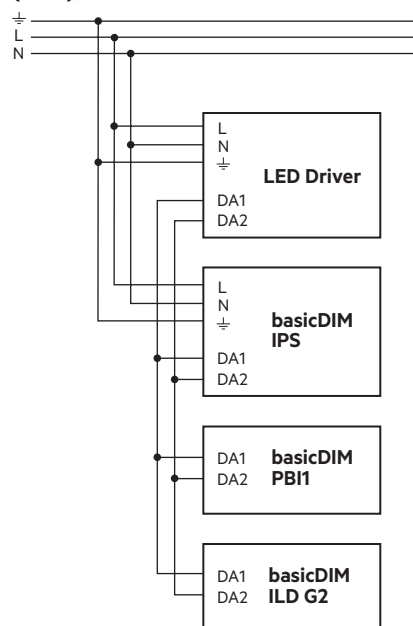 ⏚
L
N
L
N
⏚
LED Driver
DA1
DA2
L
N
⏚
basicDIM
IPS
DA1
DA2
DA1 basicDIM
DA2 PBI1
DA1 basicDIM
DA2 ILD G2